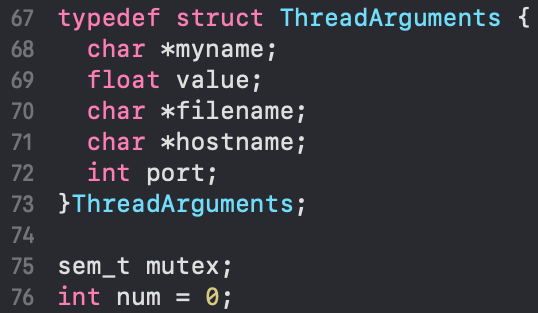 67 typedef struct ThreadArguments {
68   char *myname;
69   float value;
70   char *filename;
71   char *hostname;
72   int port;
73 }ThreadArguments;
74
75 sem_t mutex;
76 int num = 0;